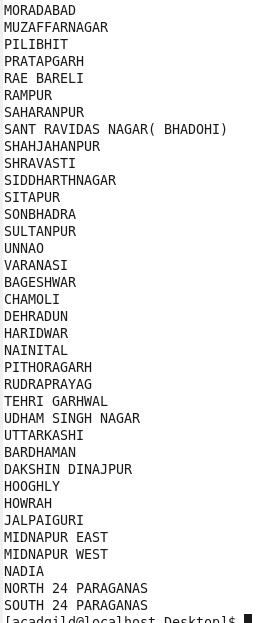 MORADABAD
MUZAFFARNAGAR
PILIBHIT
PRATAPGARH
RAE BARELI
RAMPUR
SAHARANPUR
SANT RAVIDAS NAGAR( BHADOHI)
SHAHJAHANPUR
SHRAVASTI
SIDDHARTHNAGAR
SITAPUR
SONBHADRA
SULTANPUR
UNNAO
VARANASI
BAGESHWAR
CHAMOLI
DEHRADUN
HARIDWAR
NAINITAL
PITHORAGARH
RUDRAPRAYAG
TEHRI GARHWAL
UDHAM SINGH NAGAR
UTTARKASHI
BARDHAMAN
DAKSHIN DINAJPUR
HOOGHLY
HOWRAH
JALPAIGURI
MIDNAPUR EAST
MIDNAPUR WEST
NADIA
NORTH 24 PARAGANAS
SOUTH 24 PARAGANAS
[acadgild@localhost Desktop]$